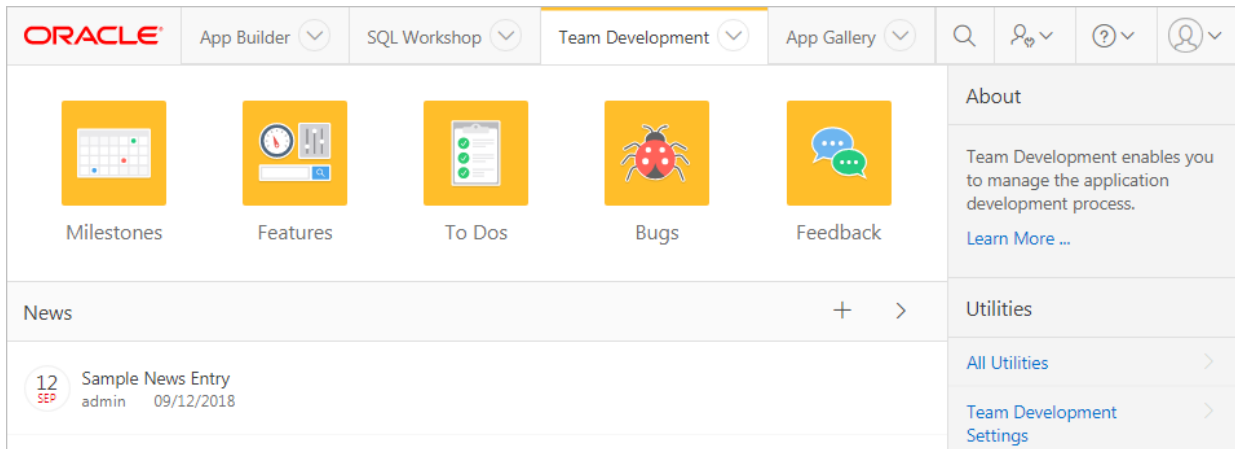 ORACLE
App Builder
SQL Workshop
Team Development
App Gallery
Milestones
Features
To Dos
Bugs
Feedback
News
12
SEP
Sample News Entry
admin 09/12/2018
About
Team Development enables you
to manage the application
development process.
Learn More ...
Utilities
All Utilities
Team Development
Settings